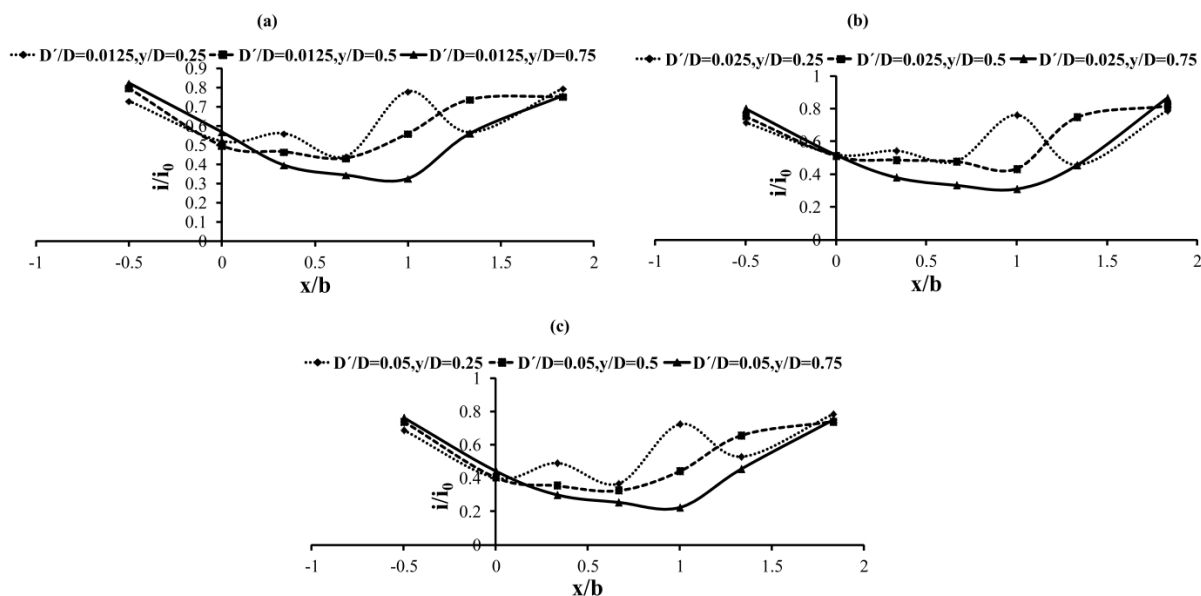 (a)
D´/D=0.0125,y/D=0.25 D´/D=0.0125,y/D=0.5 D´/D=0.0125,y/D=0.75
0.9
0.8
0.7
0.6
0.5
0.4
0.3
0.2
0.1
0
i/i0
-1 -0.5 0 0.5 1 1.5 2
x/b
(b)
D´/D=0.025,y/D=0.25 D´/D=0.025,y/D=0.5 D´/D=0.025,y/D=0.75
1
0.8
0.6
0.4
0.2
0
i/i0
-1 -0.5 0 0.5 1 1.5 2
x/b
(c)
D´/D=0.05,y/D=0.25 D´/D=0.05,y/D=0.5 D´/D=0.05,y/D=0.75
1
0.8
0.6
0.4
0.2
0
i/i0
-1 -0.5 0 0.5 1 1.5 2
x/b